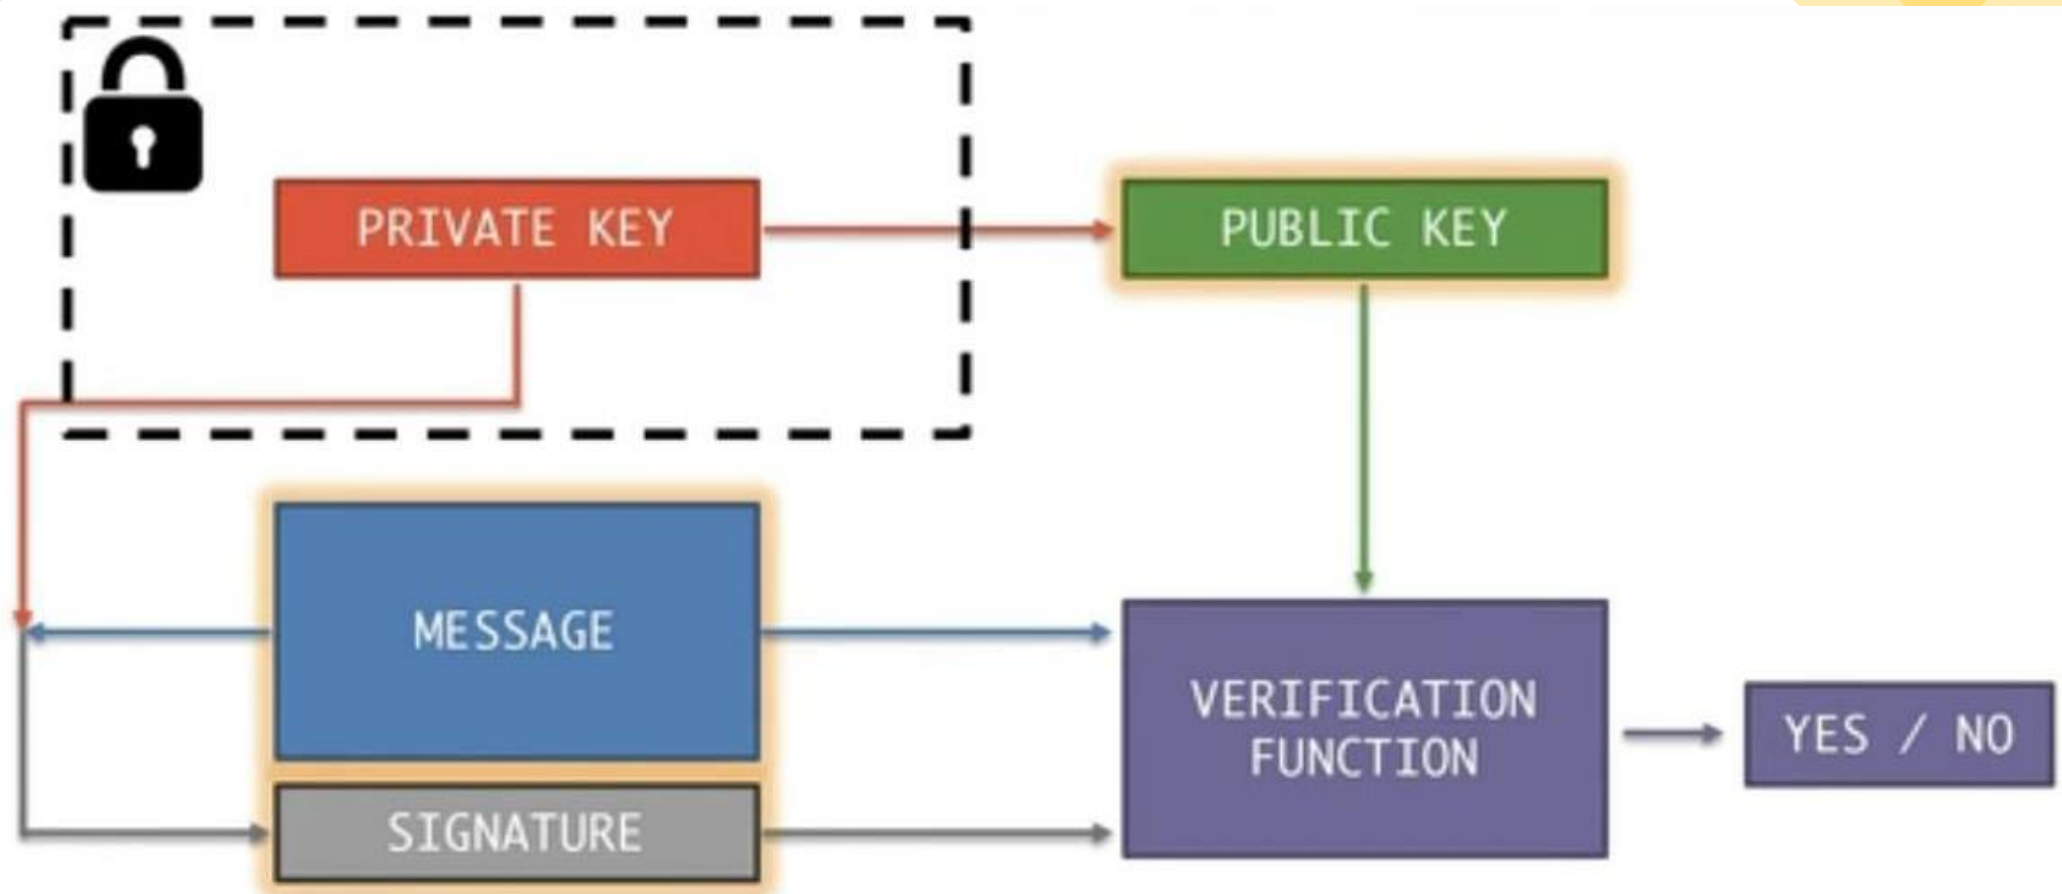 PRIVATE KEY
PUBLIC KEY
MESSAGE
VERIFICATION
FUNCTION
YES / NO
SIGNATURE